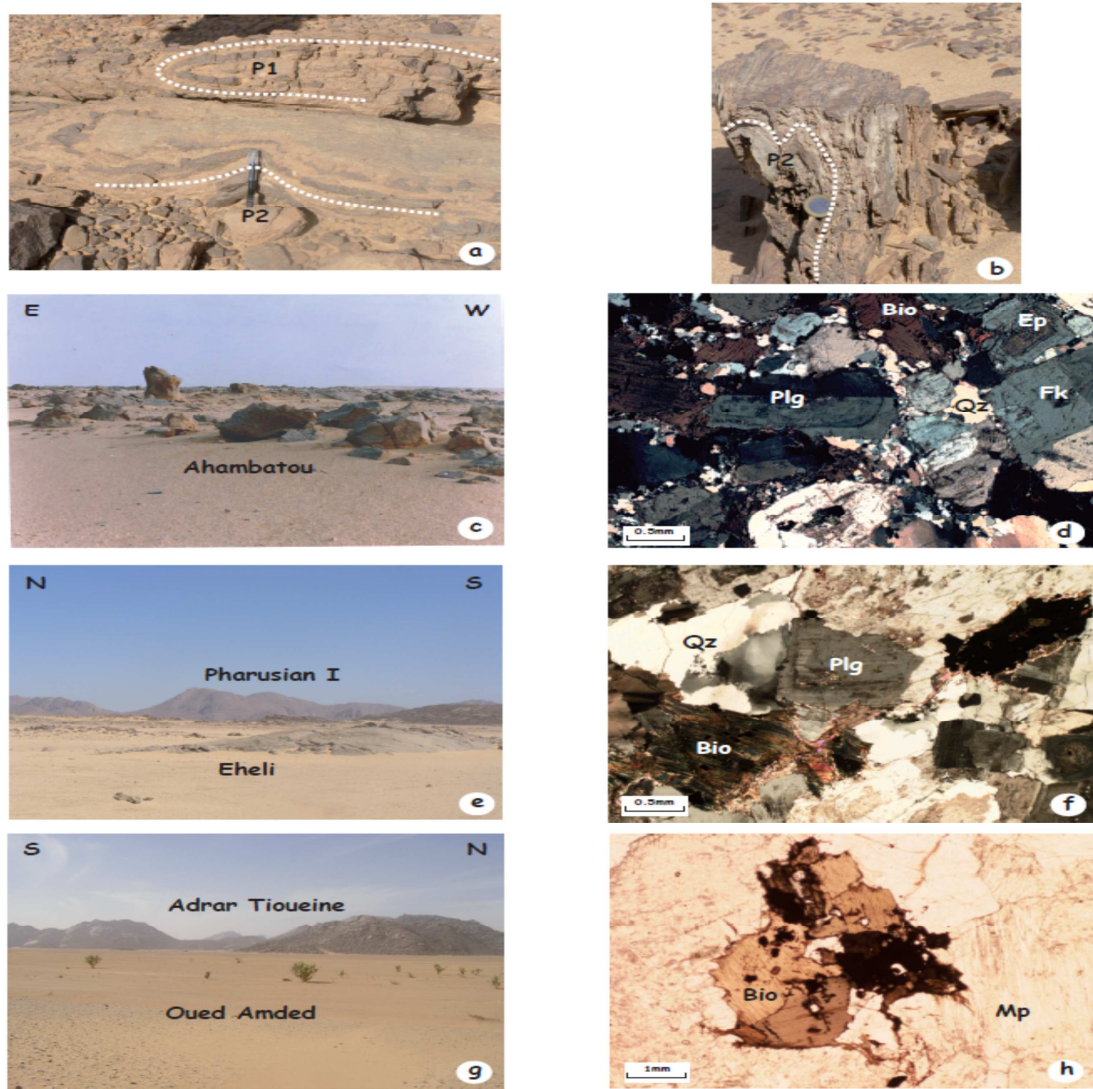 P1
P2
a
P2
b
E W
Ahambatou
c
Bio
Ep
Plg
Qz
Fk
0.5mm
d
N S
Pharusian I
Eheli
e
Qz
Plg
Bio
0.5mm
f
S N
Adrar Tioueine
Oued Amded
g
Bio
Mp
1mm
h